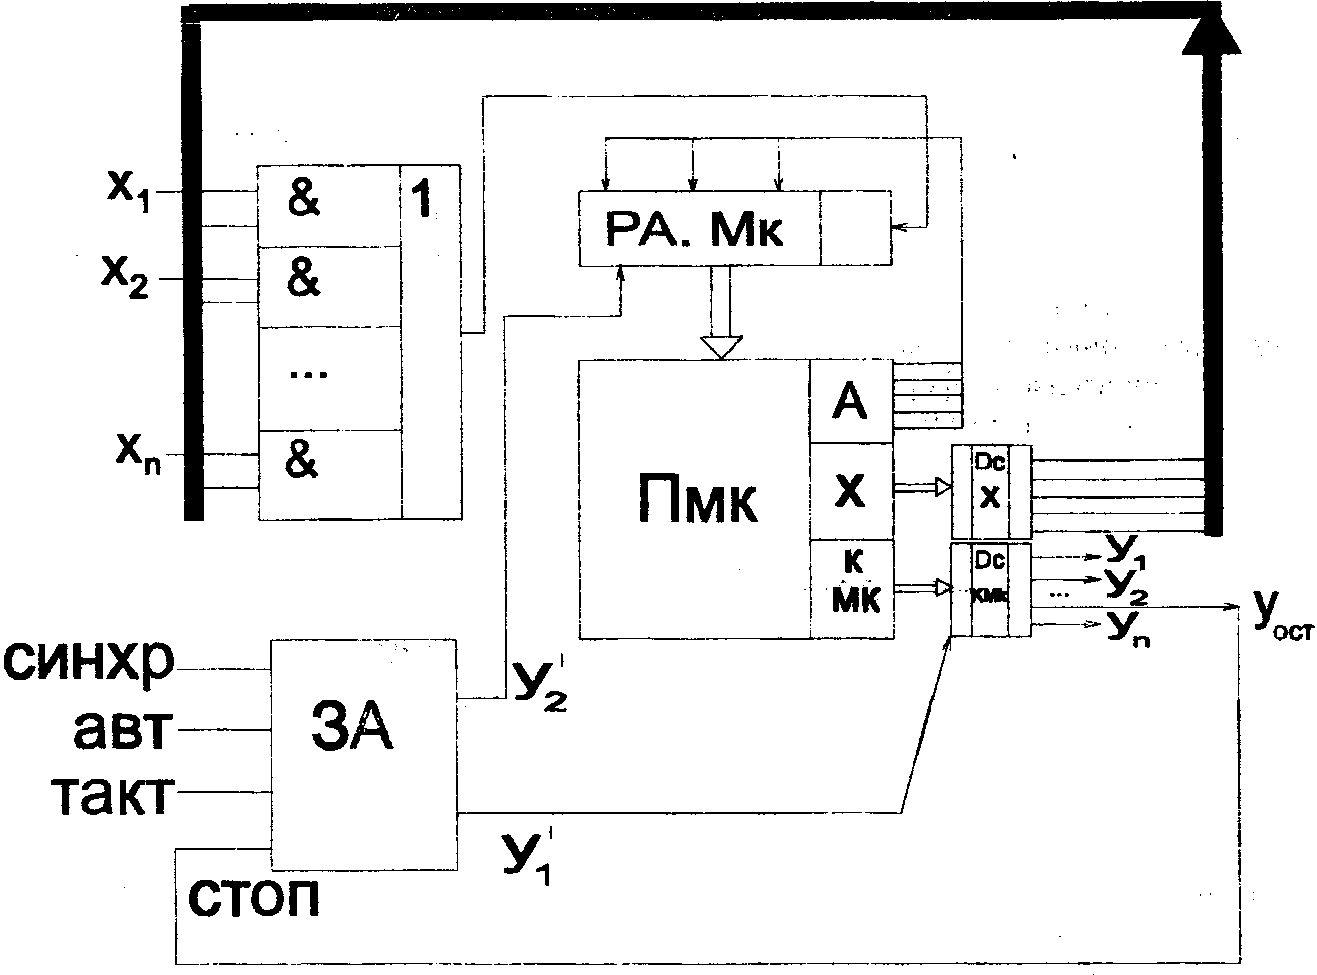 x1
&
1
x2
&
...
xn
&
РА. Мк
Пмк
А
Х
К
МК
Dc
X
Dc
КМк
У1
У2
...
Уn
Уост
синхр
авт
такт
стоп
ЗА
У2'
У1'